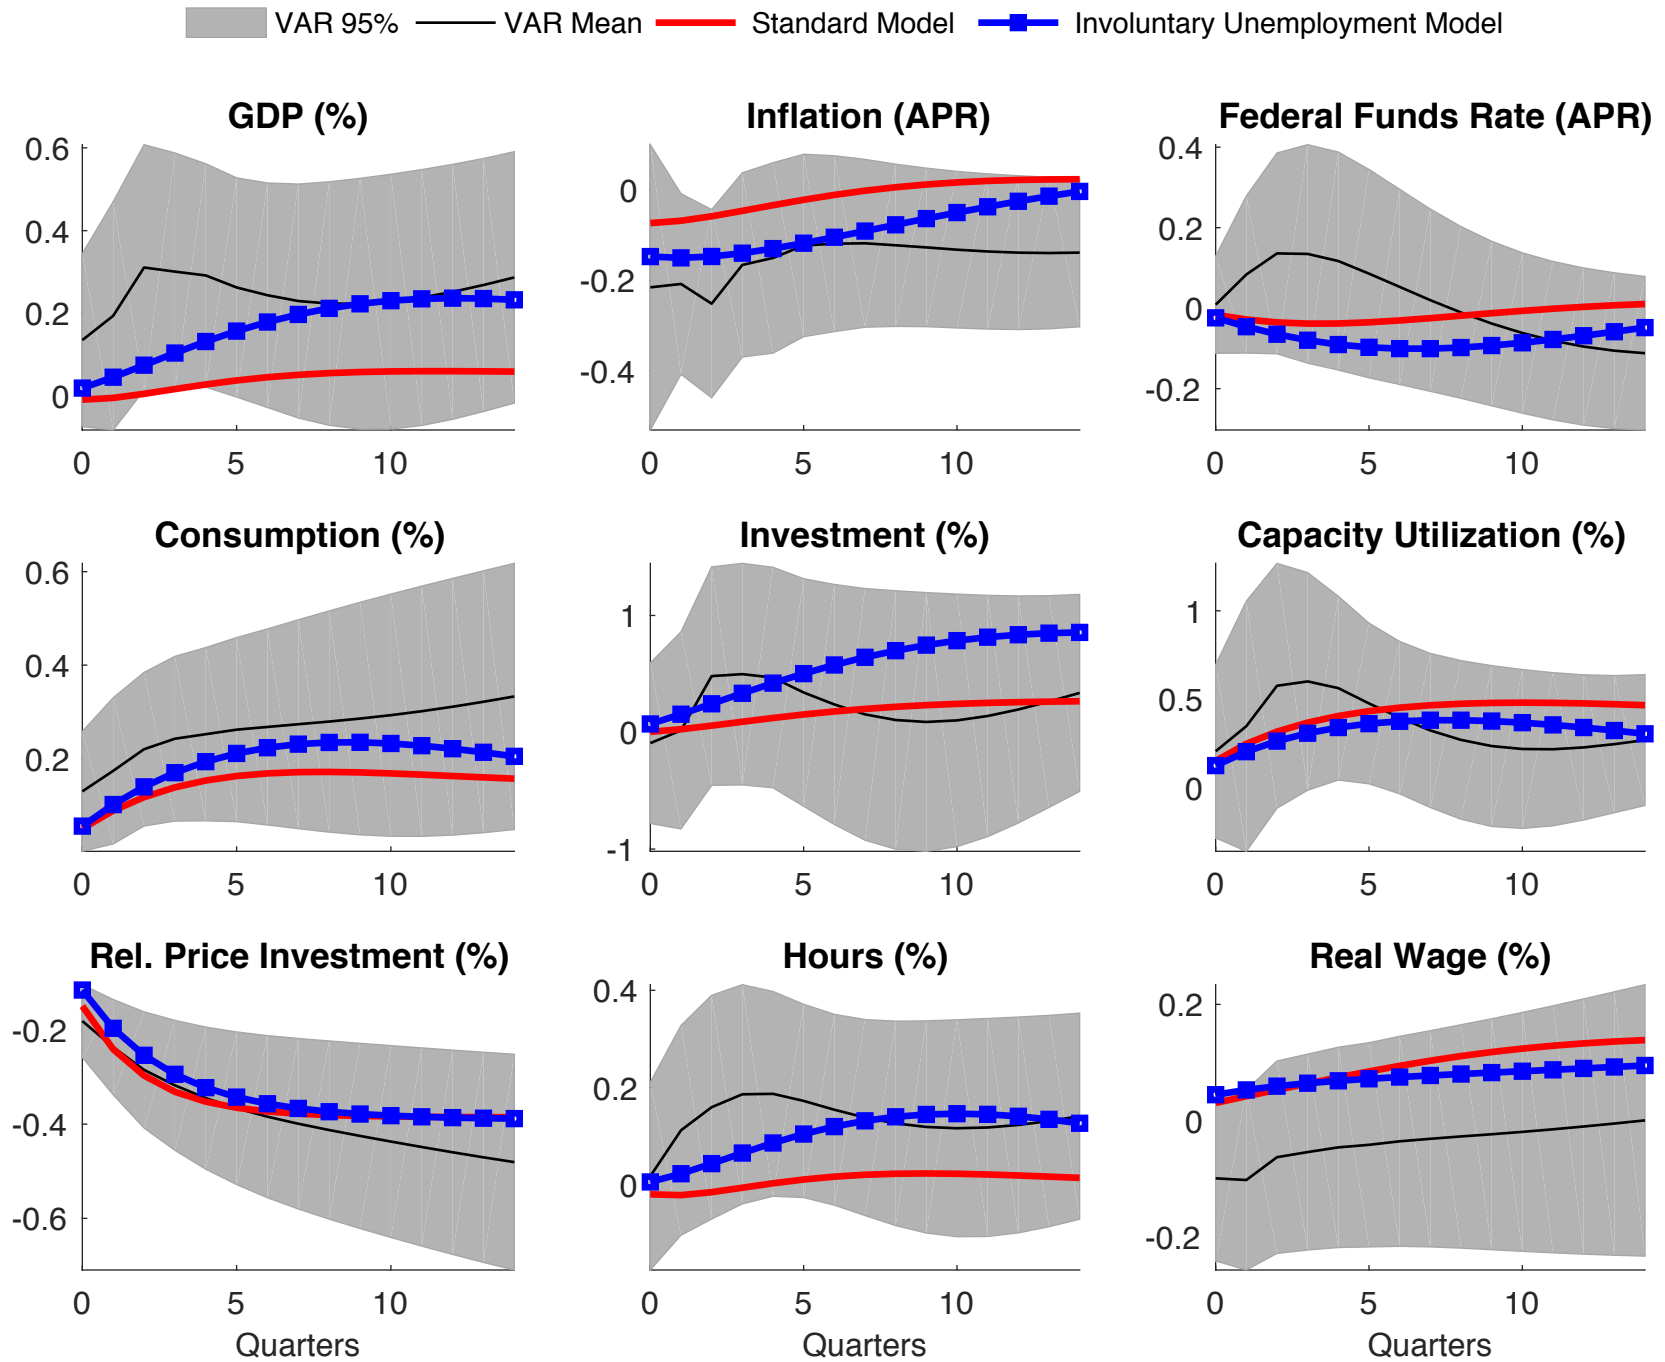 VAR 95% VAR Mean Standard Model Involuntary Unemployment Model
GDP (%) Inflation (APR) Federal Funds Rate (APR)
0.6
0.4
0.2
0
0 5 10
0
-0.2
-0.4
0 5 10
0.4
0.2
0
-0.2
0 5 10
Consumption (%) Investment (%) Capacity Utilization (%)
0.6
0.4
0.2
0 5 10
1
0
-1
0 5 10
1
0.5
0
0 5 10
Rel. Price Investment (%) Hours (%) Real Wage (%)
-0.2
-0.4
-0.6
0 5 10
Quarters
0.4
0.2
0
0 5 10
Quarters
0.2
0
-0.2
0 5 10
Quarters